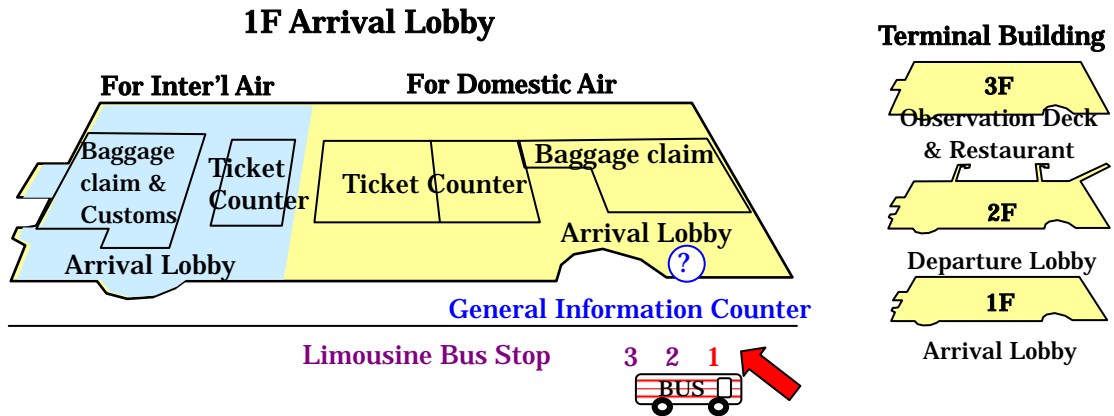 1F Arrival Lobby
For Inter'l Air
For Domestic Air
Baggage
claim &
Customs
Ticket
Counter
Ticket Counter
Baggage claim
Arrival Lobby
Arrival Lobby
?
General Information Counter
Limousine Bus Stop
3 2 1
BUS
Terminal Building
3F
Observation Deck
& Restaurant
2F
Departure Lobby
1F
Arrival Lobby